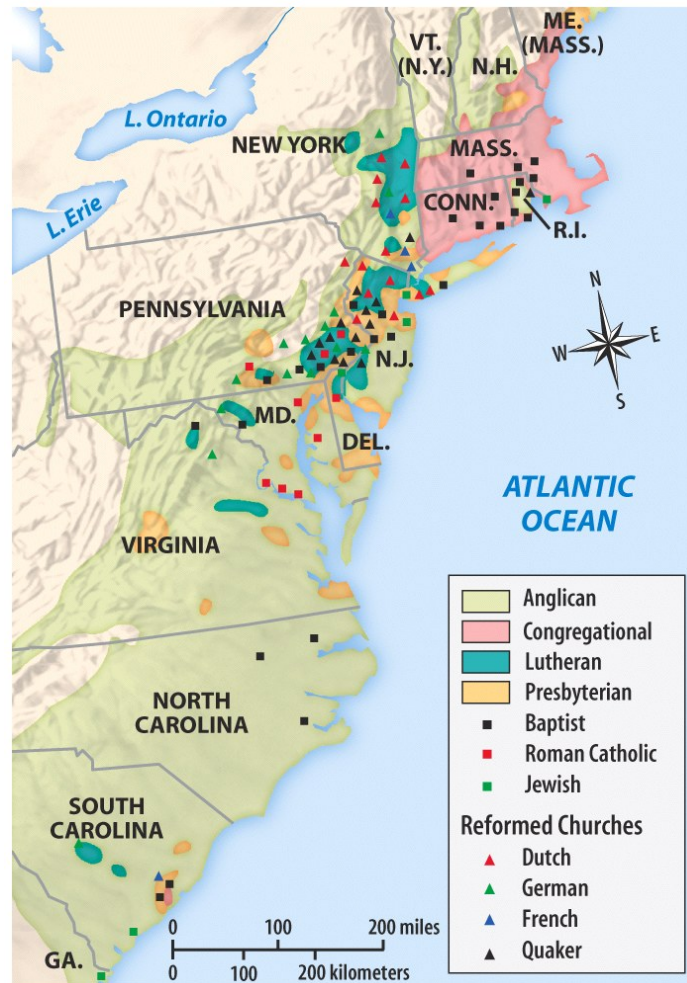 ME.
(MASS.)
VT.
(N.Y.)
N.H.
L. Ontario
NEW YORK
MASS.
L. Erie
CONN.
R.I.
PENNSYLVANIA
N.J.
N
W
E
S
MD.
DEL.
ATLANTIC
OCEAN
VIRGINIA
NORTH
CAROLINA
SOUTH
CAROLINA
GA.
Anglican
Congregational
Lutheran
Presbyterian
Baptist
Roman Catholic
Jewish
Reformed Churches
Dutch
German
French
Quaker
0 100 200 miles
0 100 200 kilometers